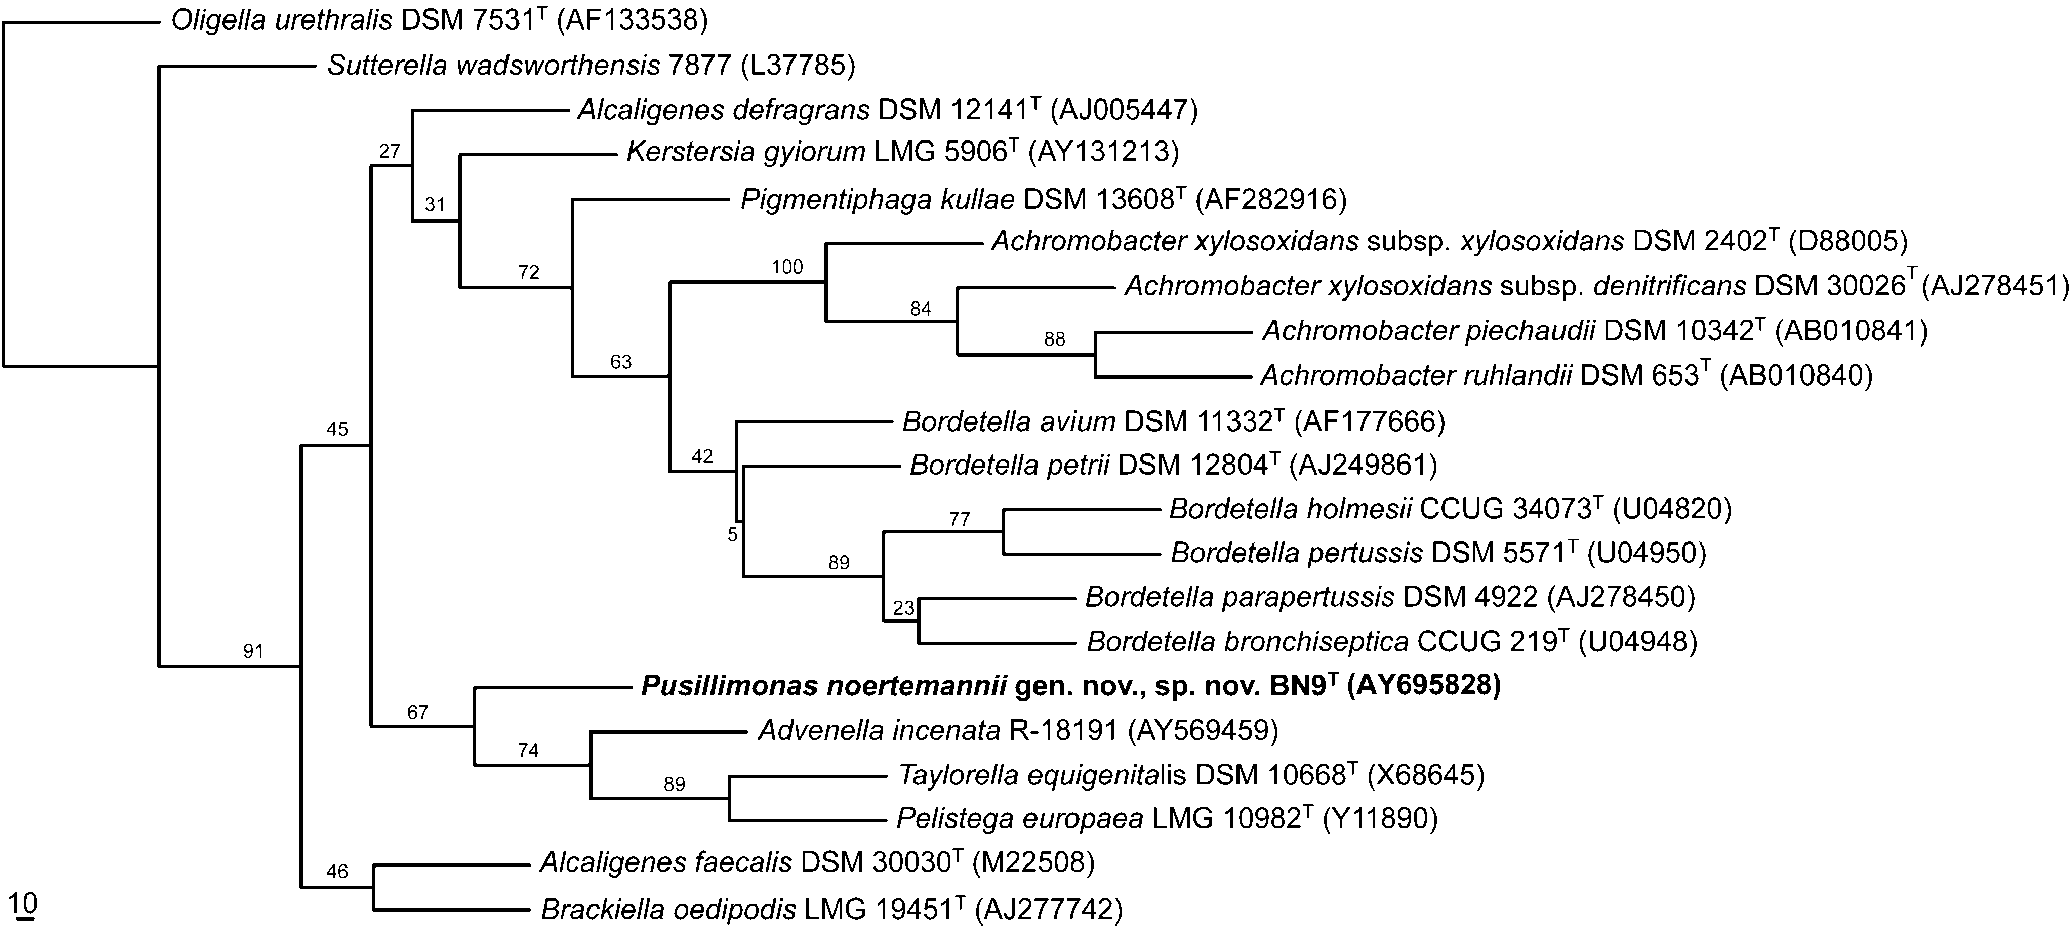 Oligella urethralis DSM 7531ᵀ (AF133538)
Sutterella wadsworthensis 7877 (L37785)
Alcaligenes defragrans DSM 12141ᵀ (AJ005447)
27
Kerstersia gyiorum LMG 5906ᵀ (AY131213)
31
Pigmentiphaga kullae DSM 13608ᵀ (AF282916)
Achromobacter xylosoxidans subsp. xylosoxidans DSM 2402ᵀ (D88005)
72
100
Achromobacter xylosoxidans subsp. denitrificans DSM 30026ᵀ (AJ278451)
84
Achromobacter piechaudii DSM 10342ᵀ (AB010841)
88
63
Achromobacter ruhlandii DSM 653ᵀ (AB010840)
Bordetella avium DSM 11332ᵀ (AF177666)
45
42
Bordetella petrii DSM 12804ᵀ (AJ249861)
Bordetella holmesii CCUG 34073ᵀ (U04820)
77
5
Bordetella pertussis DSM 5571ᵀ (U04950)
89
Bordetella parapertussis DSM 4922 (AJ278450)
23
Bordetella bronchiseptica CCUG 219ᵀ (U04948)
91
Pusillimonas noertemannii gen. nov., sp. nov. BN9ᵀ (AY695828)
67
Advenella incenata R-18191 (AY569459)
74
Taylorella equigenitalis DSM 10668ᵀ (X68645)
89
Pelistega europaea LMG 10982ᵀ (Y11890)
Alcaligenes faecalis DSM 30030ᵀ (M22508)
46
10
Brackiella oedipodis LMG 19451ᵀ (AJ277742)